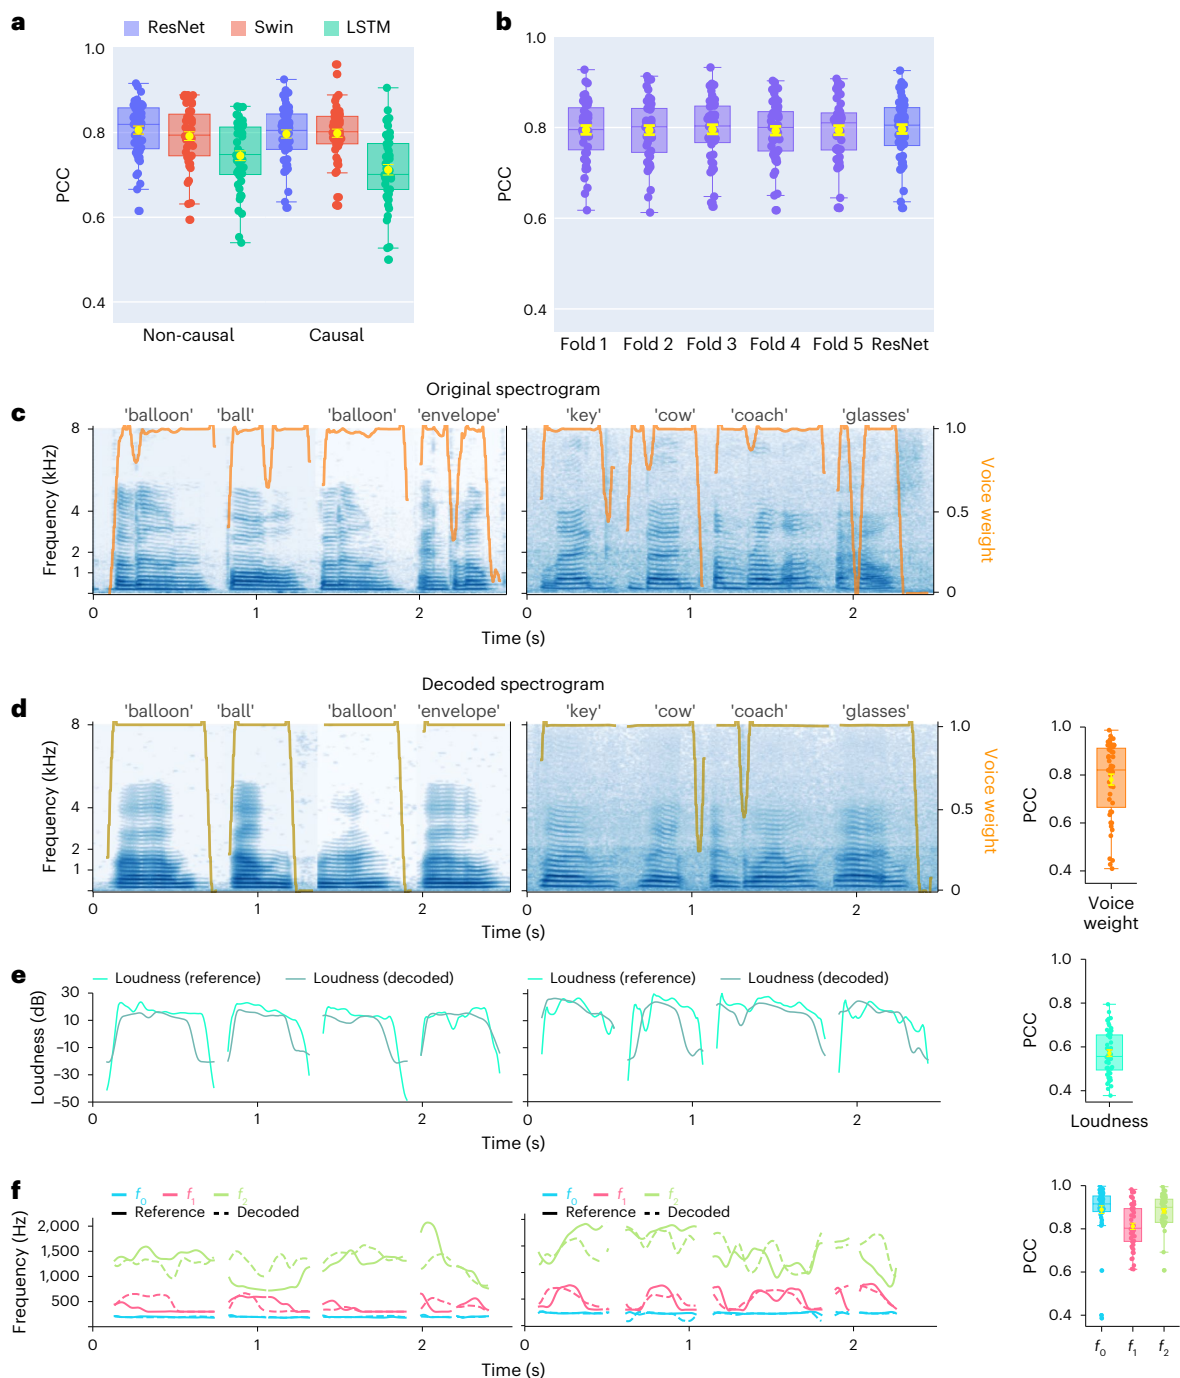 a
ResNet Swin LSTM
1.0
0.8
0.6
0.4
PCC
Non-causal Causal
b
1.0
0.8
0.6
0.4
PCC
Fold 1 Fold 2 Fold 3 Fold 4 Fold 5 ResNet
c
Original spectrogram
'balloon' 'ball' 'balloon' 'envelope' 'key' 'cow' 'coach' 'glasses'
8
4
2
1
Frequency (kHz)
1.0
0.5
0
Voice weight
0 1 2 0 1 2
Time (s)
d
Decoded spectrogram
'balloon' 'ball' 'balloon' 'envelope' 'key' 'cow' 'coach' 'glasses'
8
4
2
1
Frequency (kHz)
1.0
0.5
0
Voice weight
0 1 2 0 1 2
Time (s)
1.0
0.8
0.6
0.4
PCC
Voice
weight
e
Loudness (reference) Loudness (decoded) Loudness (reference) Loudness (decoded)
30
10
−10
−30
−50
Loudness (dB)
0 1 2 0 1 2
Time (s)
1.0
0.8
0.6
0.4
PCC
Loudness
f
f0 f1 f2 f0 f1 f2
Reference Decoded Reference Decoded
2,000
1,500
1,000
500
Frequency (Hz)
0 1 2 0 1 2
Time (s)
1.0
0.8
0.6
0.4
PCC
f0 f1 f2